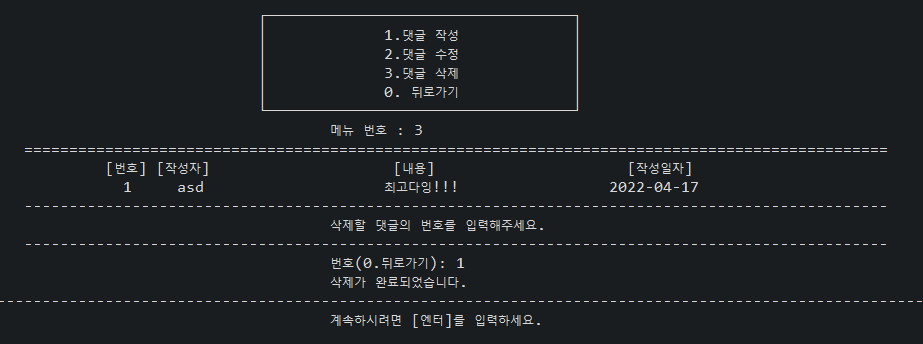 1.댓글 작성
2.댓글 수정
3.댓글 삭제
0. 뒤로가기
메뉴 번호 : 3
================================================================================================
[번호] [작성자] [내용] [작성일자]
1 asd 최고다잉!!! 2022-04-17
------------------------------------------------------------------------------------------------
삭제할 댓글의 번호를 입력해주세요.
------------------------------------------------------------------------------------------------
번호(0.뒤로가기): 1
삭제가 완료되었습니다.
------------------------------------------------------------------------------------------------------
계속하시려면 [엔터]를 입력하세요.